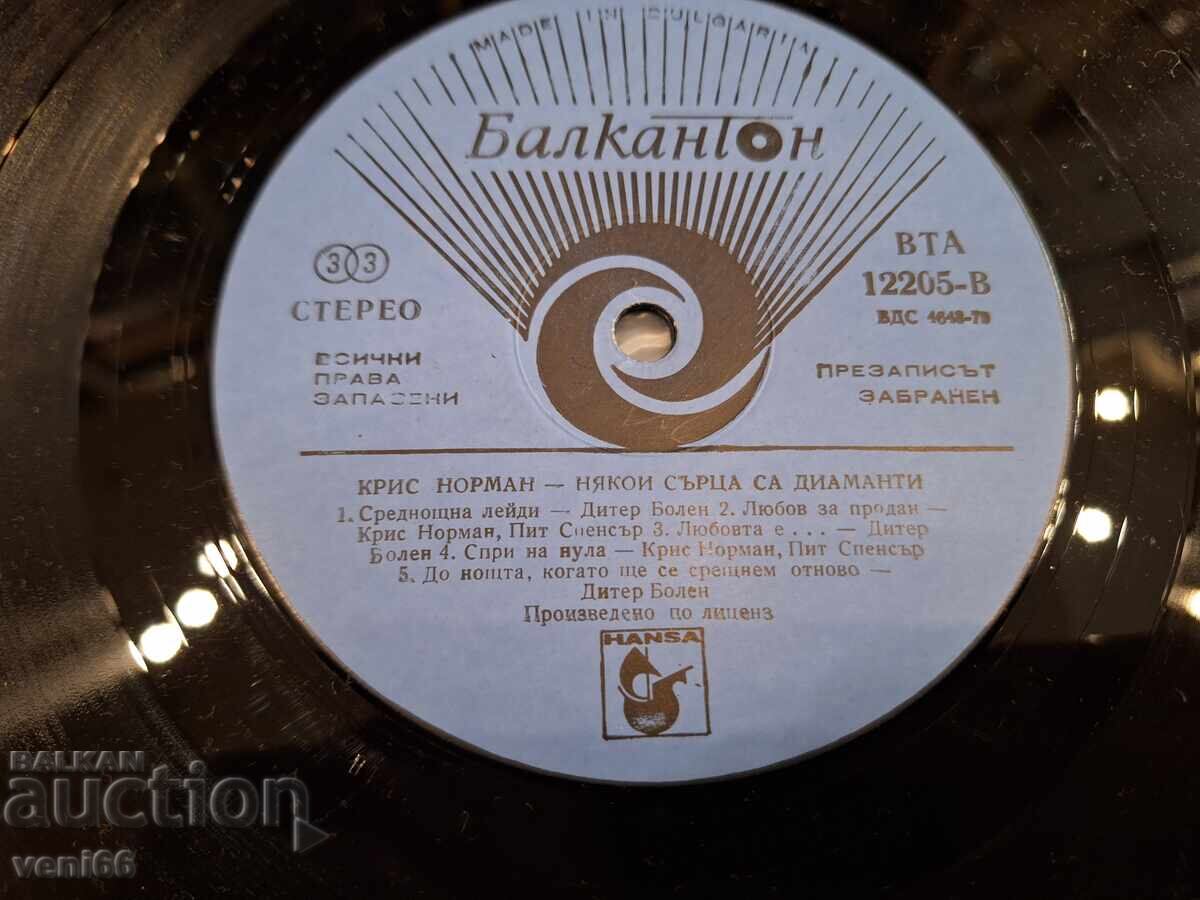 MADE IN BULGARIA
Балкантон
33
СТЕРЕО
ВТА
12205-В
ВДС 4648-79
ВСИЧКИ
ПРАВА
ЗАПАЗЕНИ
ПРЕЗАПИСЪТ
ЗАБРАНЕН
КРИС НОРМАН — НЯКОИ СЪРЦА СА ДИАМАНТИ
1. Среднощна лейди — Дитер Болен 2. Любов за продан —
Крис Норман, Пит Спенсър 3. Любовта е . . . — Дитер
Болен 4. Спри на нула — Крис Норман, Пит Спенсър
5. До нощта, когато ще се срещнем отново —
Дитер Болен
Произведено по лиценз
HANSA
BALKAN
auction
veni66